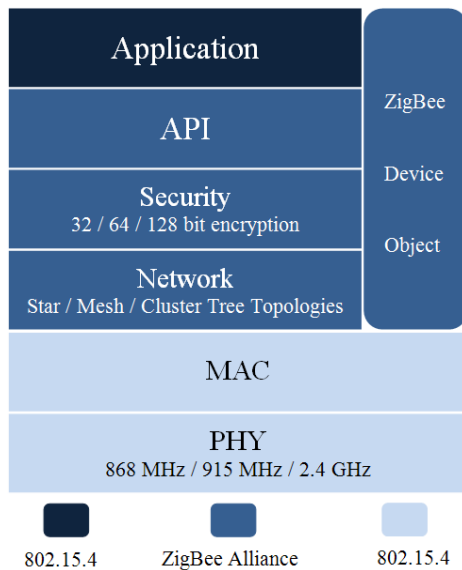 Application
API
Security
32 / 64 / 128 bit encryption
Network
Star / Mesh / Cluster Tree Topologies
ZigBee
Device
Object
MAC
PHY
868 MHz / 915 MHz / 2.4 GHz
802.15.4
ZigBee Alliance
802.15.4